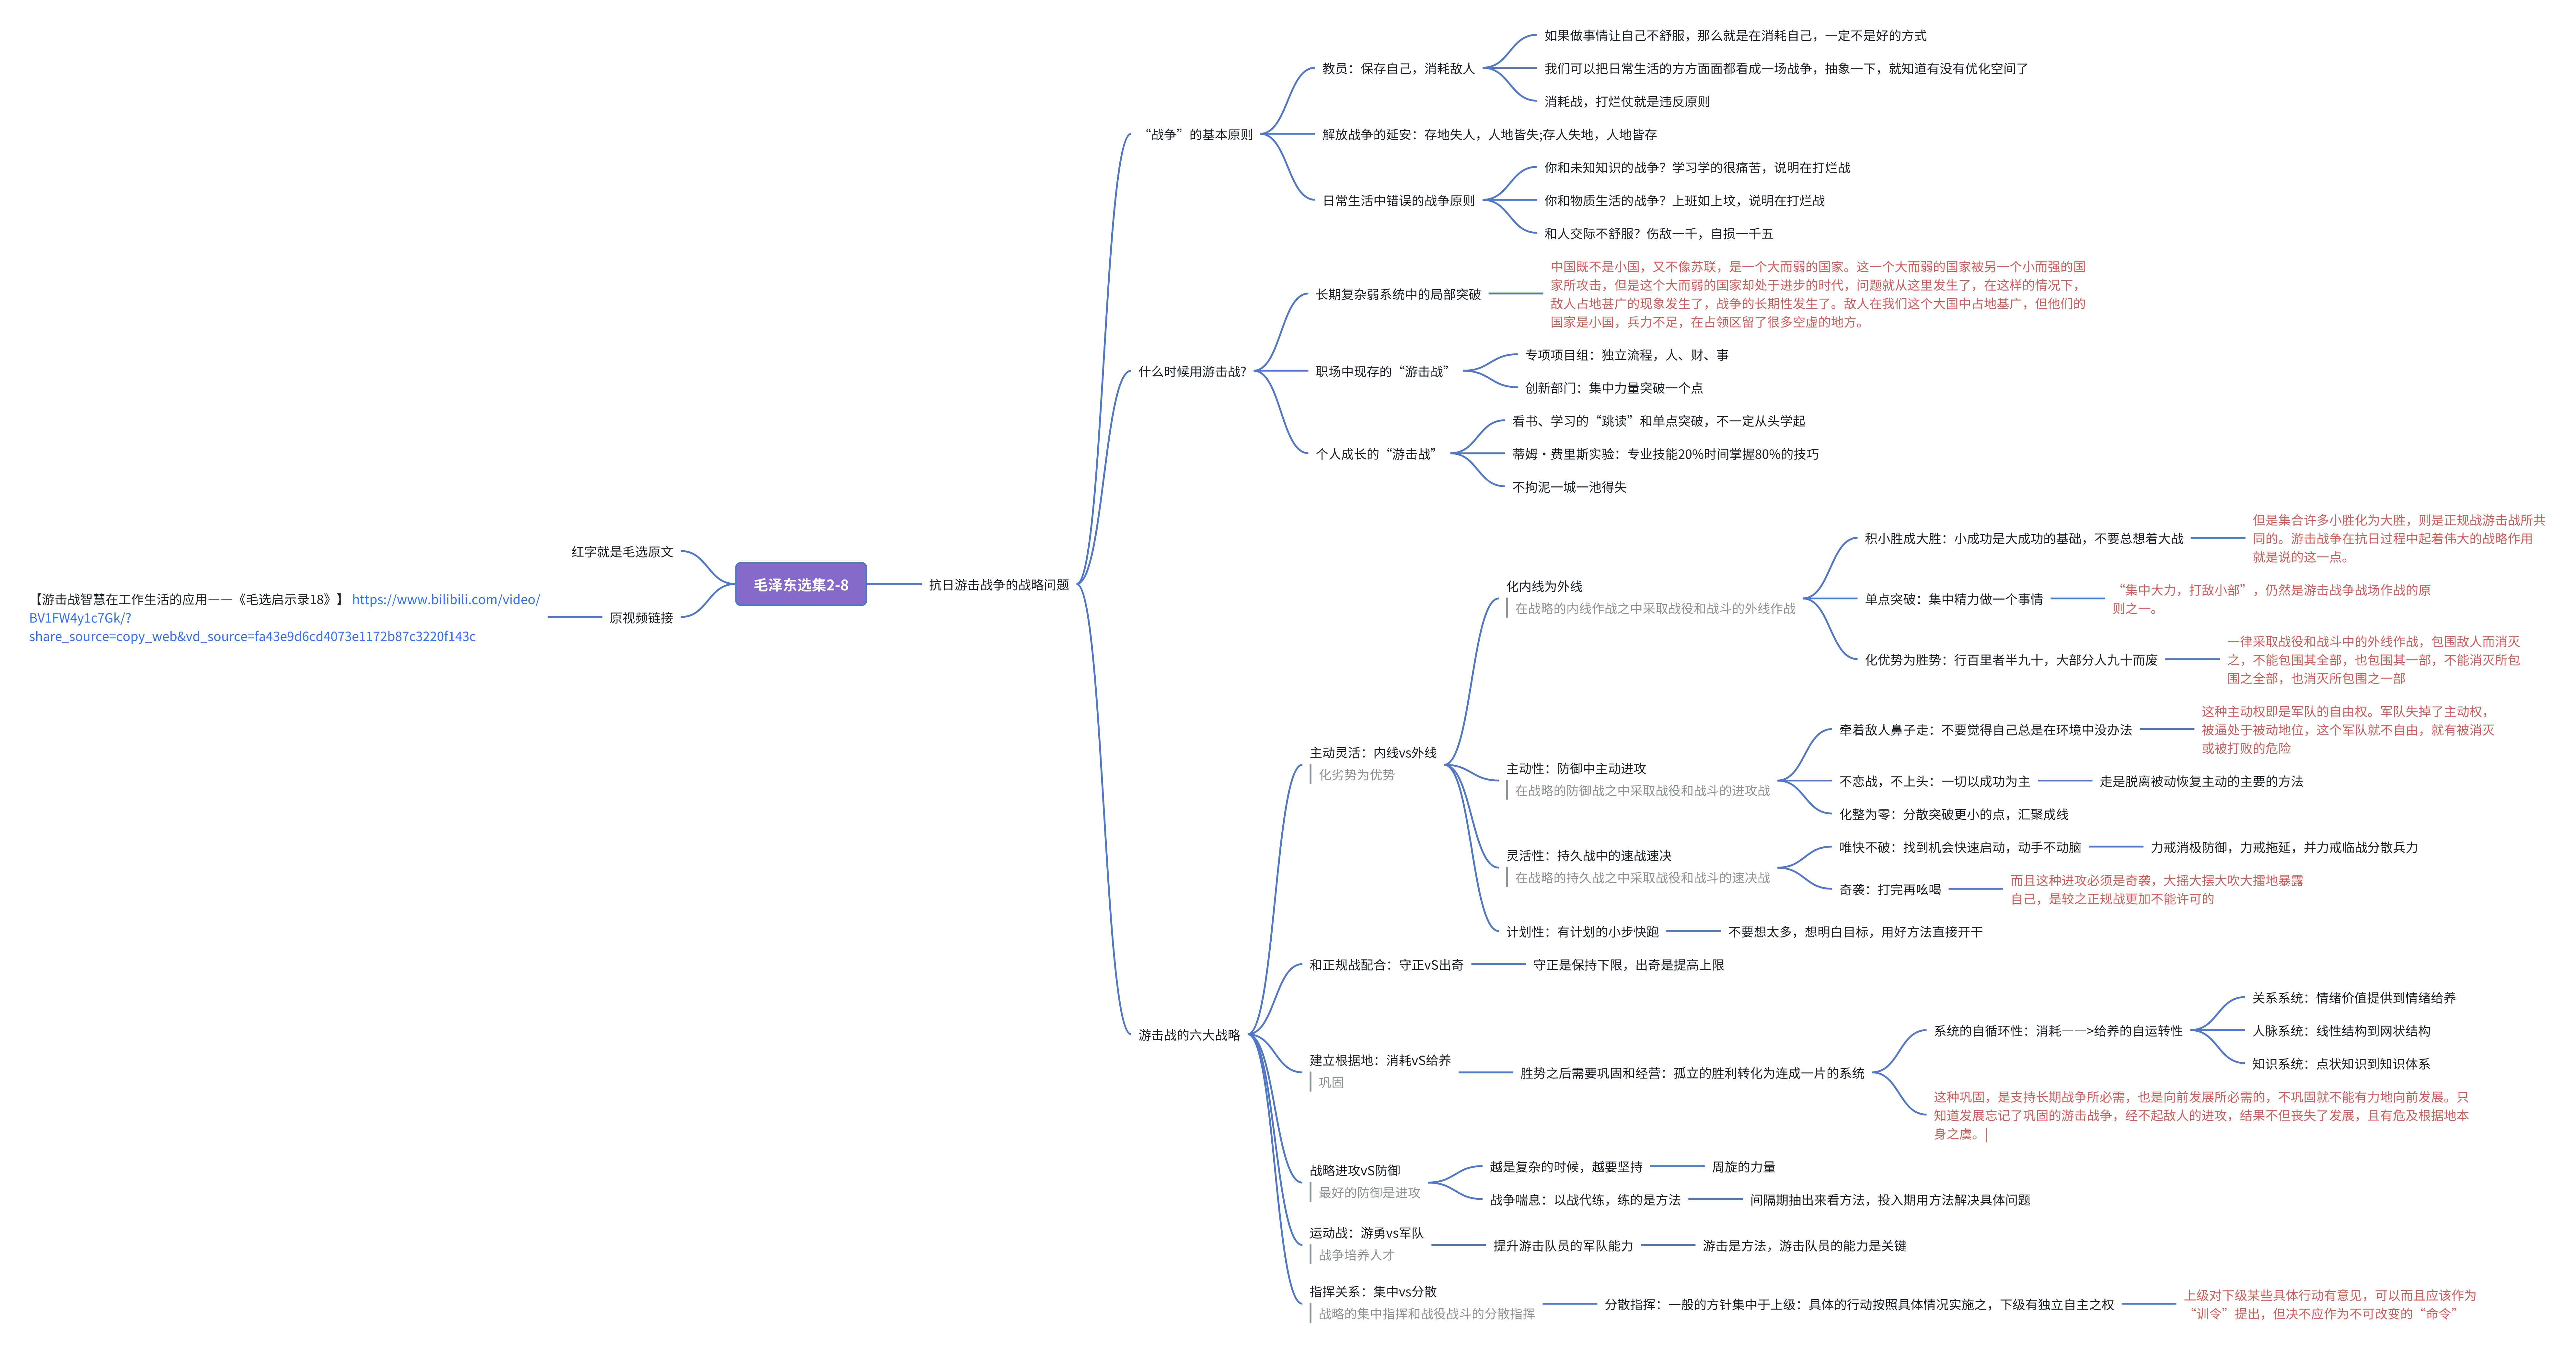 毛泽东选集2-8
红字就是毛选原文
原视频链接
【游击战智慧在工作生活的应用——《毛选启示录18》】 https://www.bilibili.com/video/
BV1FW4y1c7Gk/?
share_source=copy_web&vd_source=fa43e9d6cd4073e1172b87c3220f143c
抗日游击战争的战略问题
“战争”的基本原则
教员：保存自己，消耗敌人
如果做事情让自己不舒服，那么就是在消耗自己，一定不是好的方式
我们可以把日常生活的方方面面都看成一场战争，抽象一下，就知道有没有优化空间了
消耗战，打烂仗就是违反原则
解放战争的延安：存地失人，人地皆失;存人失地，人地皆存
日常生活中错误的战争原则
你和未知知识的战争？学习学的很痛苦，说明在打烂战
你和物质生活的战争？上班如上坟，说明在打烂战
和人交际不舒服？伤敌一千，自损一千五
什么时候用游击战？
长期复杂弱系统中的局部突破
中国既不是小国，又不像苏联，是一个大而弱的国家。这一个大而弱的国家被另一个小而强的国
家所攻击，但是这个大而弱的国家却处于进步的时代，问题就从这里发生了，在这样的情况下，
敌人占地甚广的现象发生了，战争的长期性发生了。敌人在我们这个大国中占地基广，但他们的
国家是小国，兵力不足，在占领区留了很多空虚的地方。
职场中现存的“游击战”
专项项目组：独立流程，人、财、事
创新部门：集中力量突破一个点
个人成长的“游击战”
看书、学习的“跳读”和单点突破，不一定从头学起
蒂姆·费里斯实验：专业技能20%时间掌握80%的技巧
不拘泥一城一池得失
游击战的六大战略
主动灵活：内线vs外线
化劣势为优势
化内线为外线
在战略的内线作战之中采取战役和战斗的外线作战
积小胜成大胜：小成功是大成功的基础，不要总想着大战
但是集合许多小胜化为大胜，则是正规战游击战所共
同的。游击战争在抗日过程中起着伟大的战略作用
就是说的这一点。
单点突破：集中精力做一个事情
“集中大力，打敌小部”，仍然是游击战争战场作战的原
则之一。
化优势为胜势：行百里者半九十，大部分人九十而废
一律采取战役和战斗中的外线作战，包围敌人而消灭
之，不能包围其全部，也包围其一部，不能消灭所包
围之全部，也消灭所包围之一部
主动性：防御中主动进攻
在战略的防御战之中采取战役和战斗的进攻战
牵着敌人鼻子走：不要觉得自己总是在环境中没办法
这种主动权即是军队的自由权。军队失掉了主动权，
被逼处于被动地位，这个军队就不自由，就有被消灭
或被打败的危险
不恋战，不上头：一切以成功为主
走是脱离被动恢复主动的主要的方法
化整为零：分散突破更小的点，汇聚成线
灵活性：持久战中的速战速决
在战略的持久战之中采取战役和战斗的速决战
唯快不破：找到机会快速启动，动手不动脑
力戒消极防御，力戒拖延，并力戒临战分散兵力
奇袭：打完再吆喝
而且这种进攻必须是奇袭，大摇大摆大吹大擂地暴露
自己，是较之正规战更加不能许可的
计划性：有计划的小步快跑
不要想太多，想明白目标，用好方法直接开干
和正规战配合：守正vS出奇
守正是保持下限，出奇是提高上限
建立根据地：消耗vS给养
巩固
胜势之后需要巩固和经营：孤立的胜利转化为连成一片的系统
系统的自循环性：消耗——>给养的自运转性
关系系统：情绪价值提供到情绪给养
人脉系统：线性结构到网状结构
知识系统：点状知识到知识体系
这种巩固，是支持长期战争所必需，也是向前发展所必需的，不巩固就不能有力地向前发展。只
知道发展忘记了巩固的游击战争，经不起敌人的进攻，结果不但丧失了发展，且有危及根据地本
身之虞。|
战略进攻vS防御
最好的防御是进攻
越是复杂的时候，越要坚持
周旋的力量
战争喘息：以战代练，练的是方法
间隔期抽出来看方法，投入期用方法解决具体问题
运动战：游勇vs军队
战争培养人才
提升游击队员的军队能力
游击是方法，游击队员的能力是关键
指挥关系：集中vs分散
战略的集中指挥和战役战斗的分散指挥
分散指挥：一般的方针集中于上级：具体的行动按照具体情况实施之，下级有独立自主之权
上级对下级某些具体行动有意见，可以而且应该作为
“训令”提出，但决不应作为不可改变的“命令”